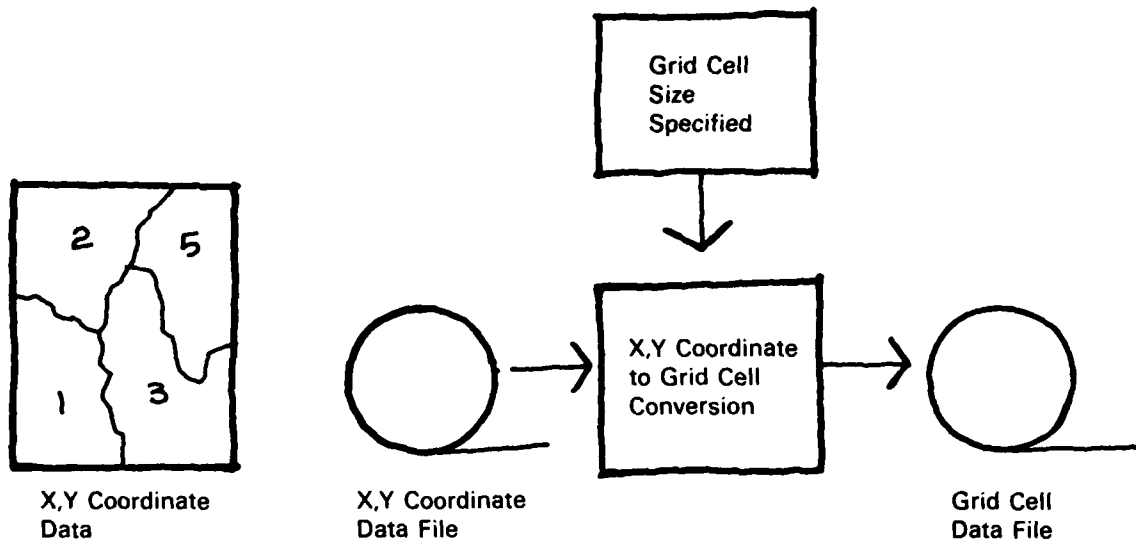 Grid Cell
Size
Specified
2
5
1
3
X,Y Coordinate
to Grid Cell
Conversion
X,Y Coordinate
Data
X,Y Coordinate
Data File
Grid Cell
Data File